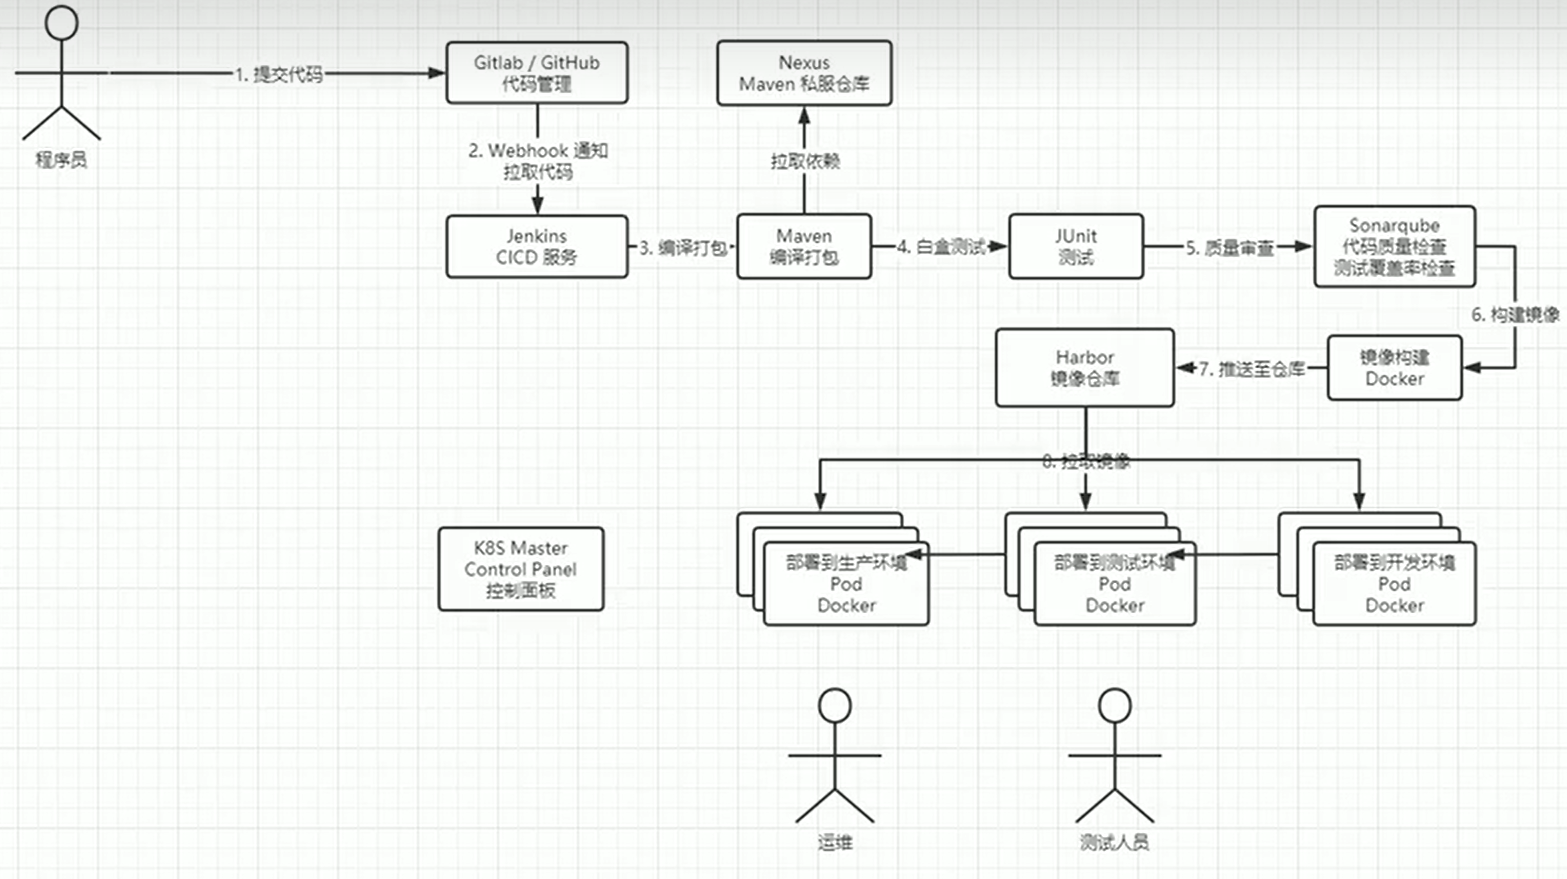 1. 提交代码
Gitlab / GitHub
代码管理
Nexus
Maven 私服仓库
程序员
2. Webhook 通知
拉取代码
拉取依赖
Jenkins
CICD 服务
3. 编译打包
Maven
编译打包
4. 白盒测试
JUnit
测试
5. 质量审查
Sonarqube
代码质量检查
测试覆盖率检查
6. 构建镜像
Harbor
镜像仓库
7. 推送至仓库
镜像构建
Docker
8. 拉取镜像
K8S Master
Control Panel
控制面板
部署到生产环境
Pod
Docker
部署到测试环境
Pod
Docker
部署到开发环境
Pod
Docker
运维
测试人员